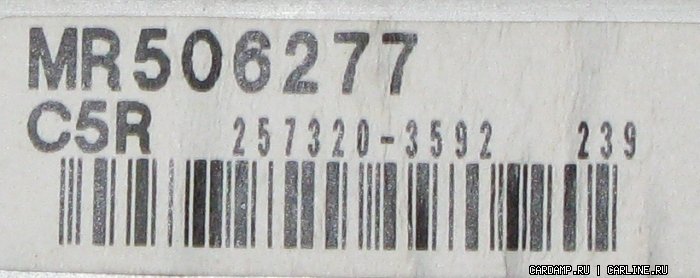 MR506277
C5R 257320-3592 239
CARDAMP.RU | CARLINE.RU